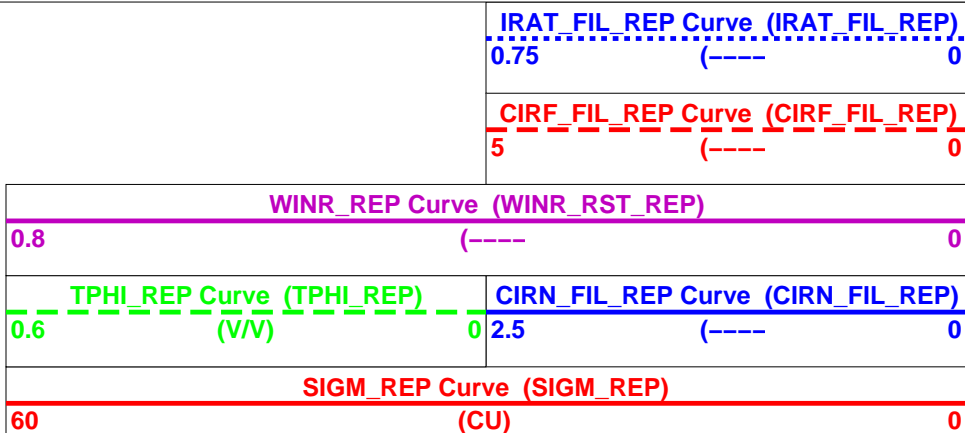 IRAT_FIL_REP Curve (IRAT_FIL_REP)
0.75 (---- 0
CIRF_FIL_REP Curve (CIRF_FIL_REP)
5 (---- 0
WINR_REP Curve (WINR_RST_REP)
0.8 (---- 0
TPHI_REP Curve (TPHI_REP) CIRN_FIL_REP Curve (CIRN_FIL_REP)
0.6 (V/V) 0 2.5 (---- 0
SIGM_REP Curve (SIGM_REP)
60 (CU) 0